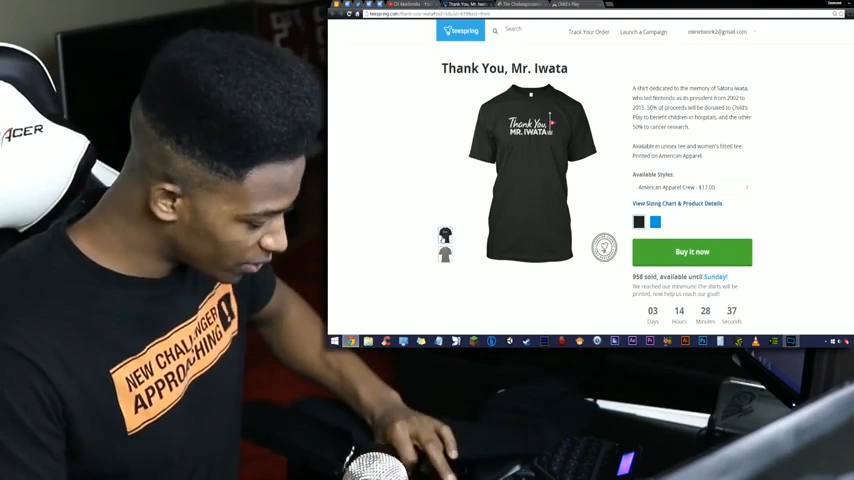 Thank You, Mr. Iwata
teespring
Search
Track Your Order
Launch a Campaign
Thank You, Mr. Iwata
Thank You,
MR. IWATA
A shirt dedicated to the memory of Satoru Iwata,
who led Nintendo as its president from 2002 to
2015. 50% of proceeds will be donated to Child's
Play to benefit children in hospitals, and the other
50% to cancer research.
Available in unisex tee and women's fitted tee.
Printed on American Apparel.
Available Styles:
American Apparel Crew - $17.00
View Sizing Chart & Product Details
Buy it now
958 sold, available until Sunday!
We reached our minimum! The shirts will be
printed, now help us reach our goal!
03 14 28 37
Days Hours Minutes Seconds
ACER
NEW CHALLENGER
APPROACHING
!